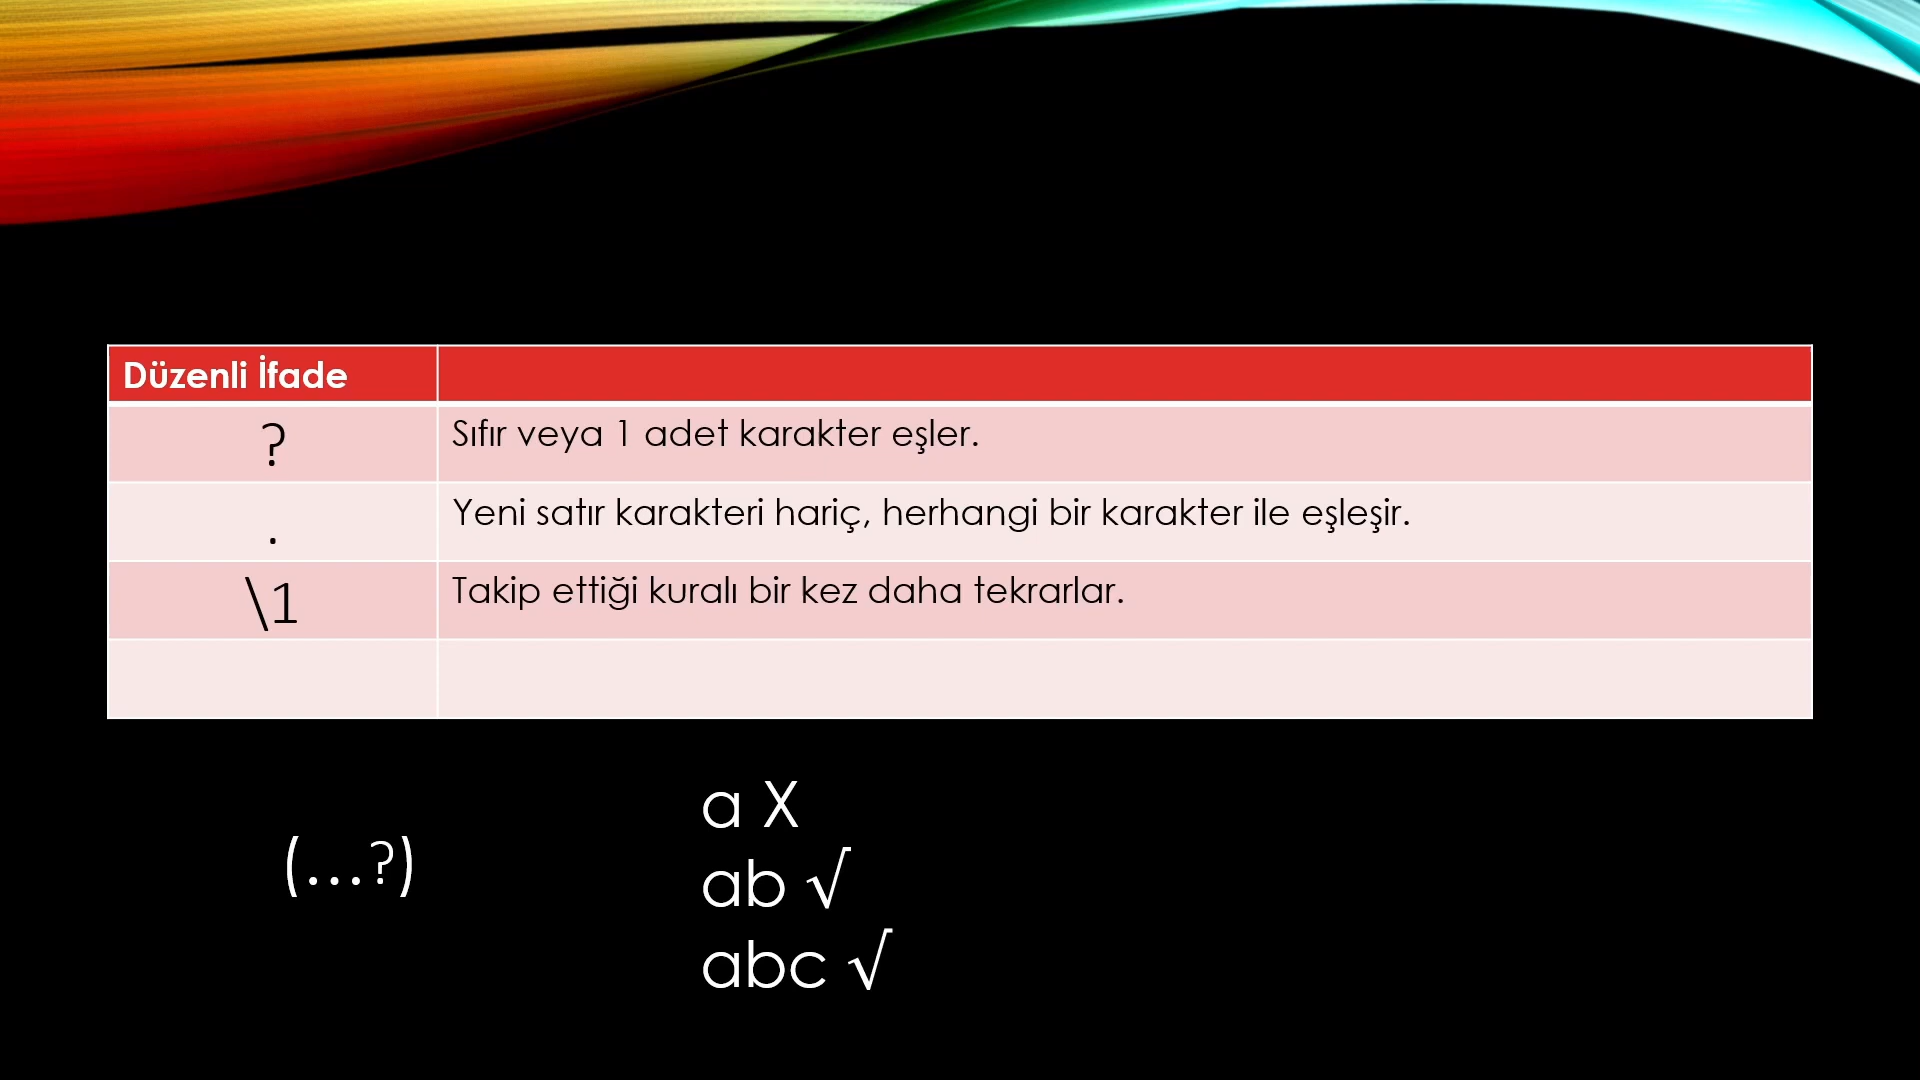 Düzenli İfade
? Sıfır veya 1 adet karakter eşler.
. Yeni satır karakteri hariç, herhangi bir karakter ile eşleşir.
\1 Takip ettiği kuralı bir kez daha tekrarlar.
(...?)
a X
ab √
abc √